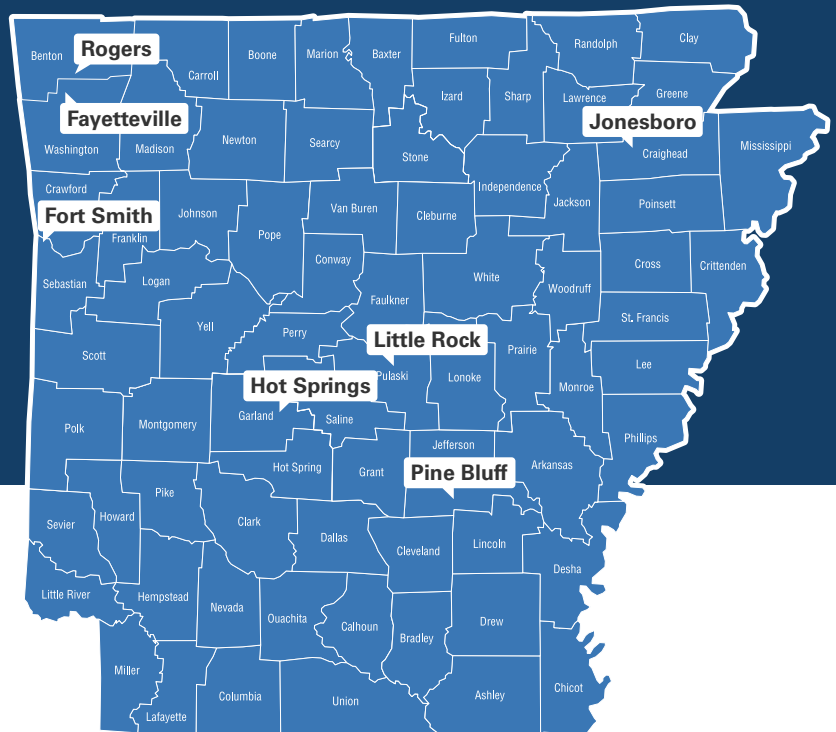 Fulton
Clay
Randolph
Rogers
Benton
Boone
Marion
Baxter
Carroll
Izard
Sharp
Lawrence
Greene
Fayetteville
Jonesboro
Washington
Madison
Newton
Searcy
Stone
Craighead
Mississippi
Crawford
Independence
Fort Smith
Johnson
Van Buren
Cleburne
Jackson
Poinsett
Franklin
Pope
Conway
White
Cross
Crittenden
Sebastian
Logan
Woodruff
Faulkner
St. Francis
Yell
Perry
Little Rock
Prairie
Scott
Pulaski
Lonoke
Lee
Hot Springs
Monroe
Garland
Saline
Polk
Montgomery
Phillips
Jefferson
Hot Spring
Grant
Pine Bluff
Arkansas
Pike
Sevier
Howard
Clark
Dallas
Cleveland
Lincoln
Desha
Little River
Hempstead
Nevada
Ouachita
Calhoun
Bradley
Drew
Miller
Columbia
Union
Ashley
Chicot
Lafayette